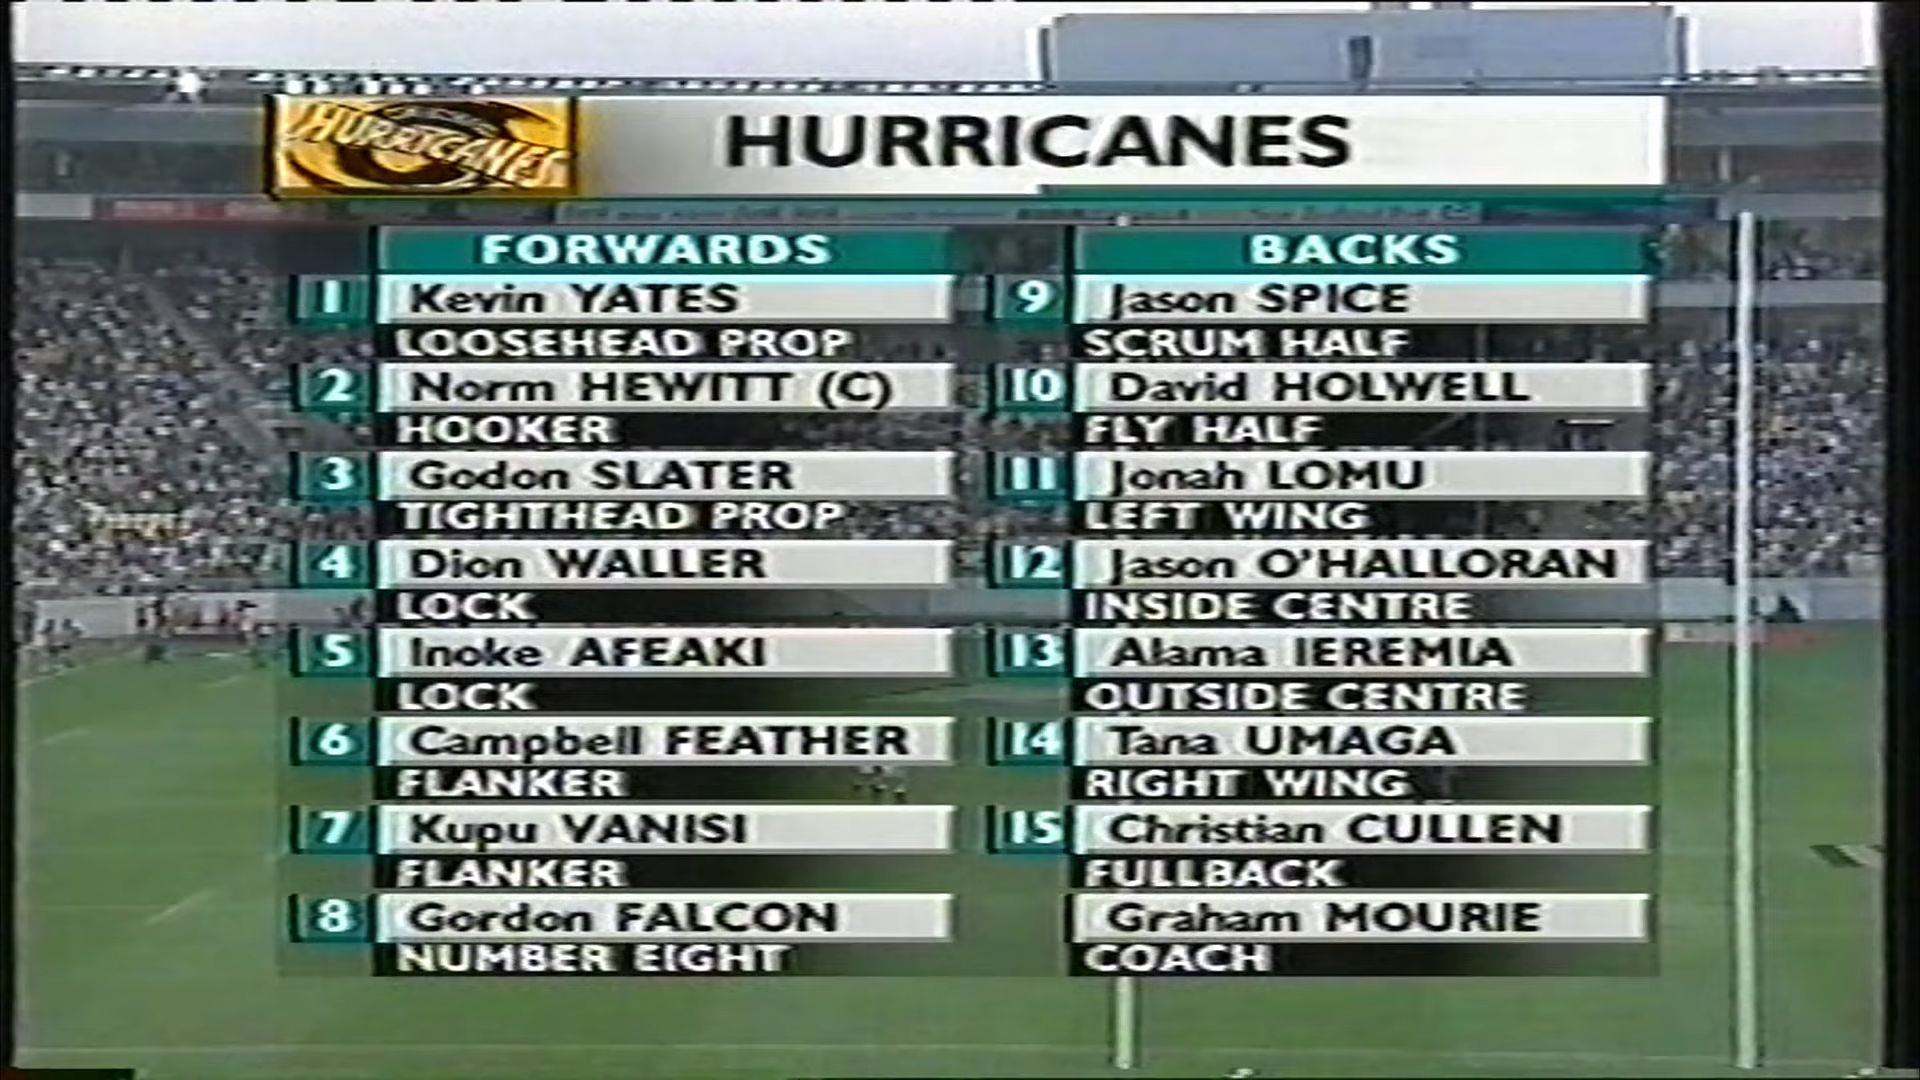 HURRICANES
HURRICANES
FORWARDS
1 Kevin YATES
LOOSEHEAD PROP
2 Norm HEWITT (C)
HOOKER
3 Godon SLATER
TIGHTHEAD PROP
4 Dion WALLER
LOCK
5 Inoke AFEAKI
LOCK
6 Campbell FEATHER
FLANKER
7 Kupu VANISI
FLANKER
8 Gordon FALCON
NUMBER EIGHT
BACKS
9 Jason SPICE
SCRUM HALF
10 David HOLWELL
FLY HALF
11 Jonah LOMU
LEFT WING
12 Jason O'HALLORAN
INSIDE CENTRE
13 Alama IEREMIA
OUTSIDE CENTRE
14 Tana UMAGA
RIGHT WING
15 Christian CULLEN
FULLBACK
Graham MOURIE
COACH